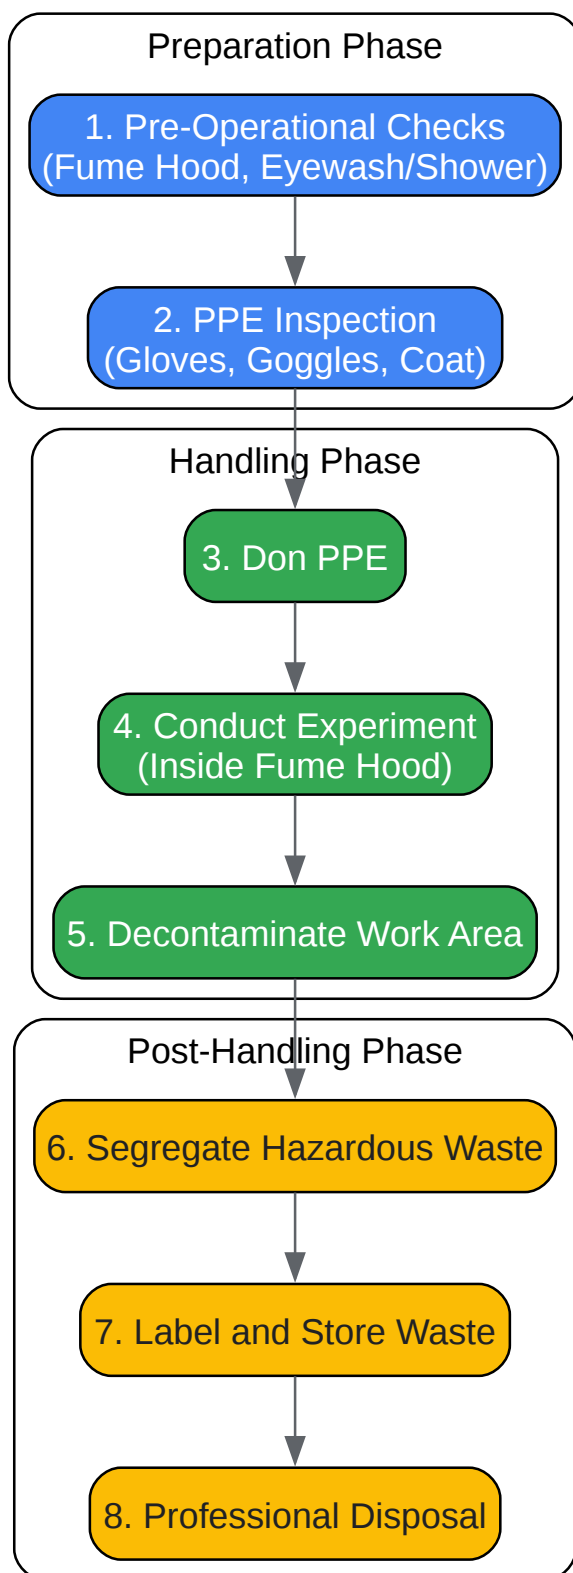 Preparation Phase
1. Pre-Operational Checks
(Fume Hood, Eyewash/Shower)
2. PPE Inspection
(Gloves, Goggles, Coat)
Handling Phase
3. Don PPE
4. Conduct Experiment
(Inside Fume Hood)
5. Decontaminate Work Area
Post-Handling Phase
6. Segregate Hazardous Waste
7. Label and Store Waste
8. Professional Disposal